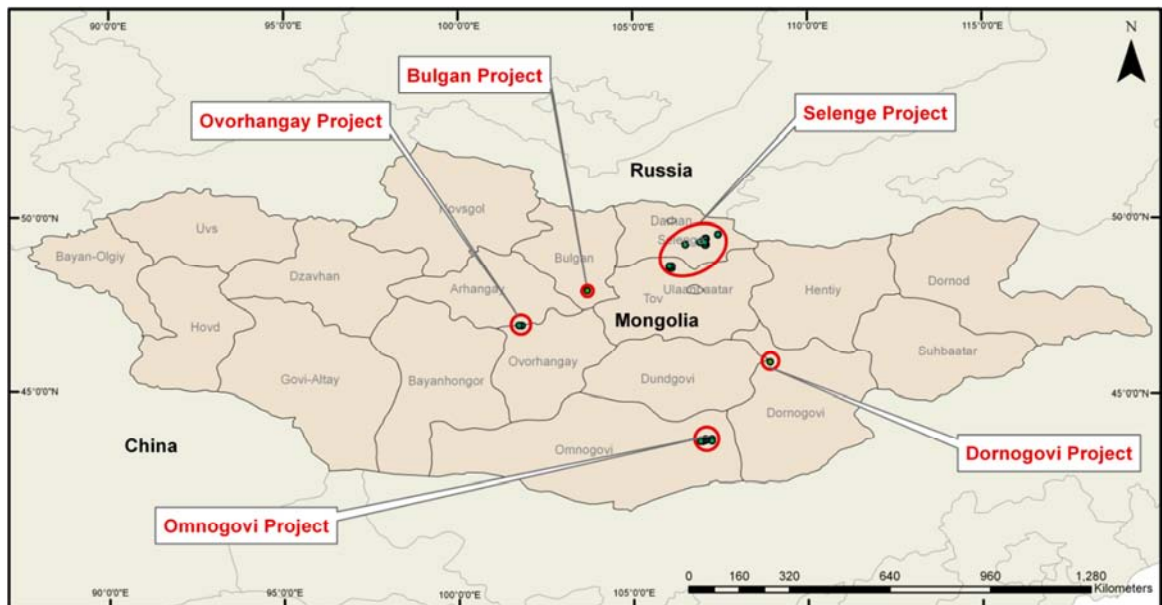 90°0'0"E 95°0'0"E 100°0'0"E 105°0'0"E 110°0'0"E 115°0'0"E
N
Bulgan Project
Ovorhangay Project
Selenge Project
Russia
50°0'0"N
50°0'0"N
Hovsgol
Darhan
Uvs
Selenge
Bayan-Olgiy
Bulgan
Dzavhan
Arhangay
Ulaanbaatar
Hentiy
Dornod
Tov
Hovd
Mongolia
Suhbaatar
Ovorhangay
Govi-Altay
Bayanhongor
Dundgovi
45°0'0"N
45°0'0"N
Dornogovi
China
Omnogovi
Dornogovi Project
Omnogovi Project
0 160 320 640 960 1,280
Kilometers
90°0'0"E 95°0'0"E 100°0'0"E 105°0'0"E 110°0'0"E